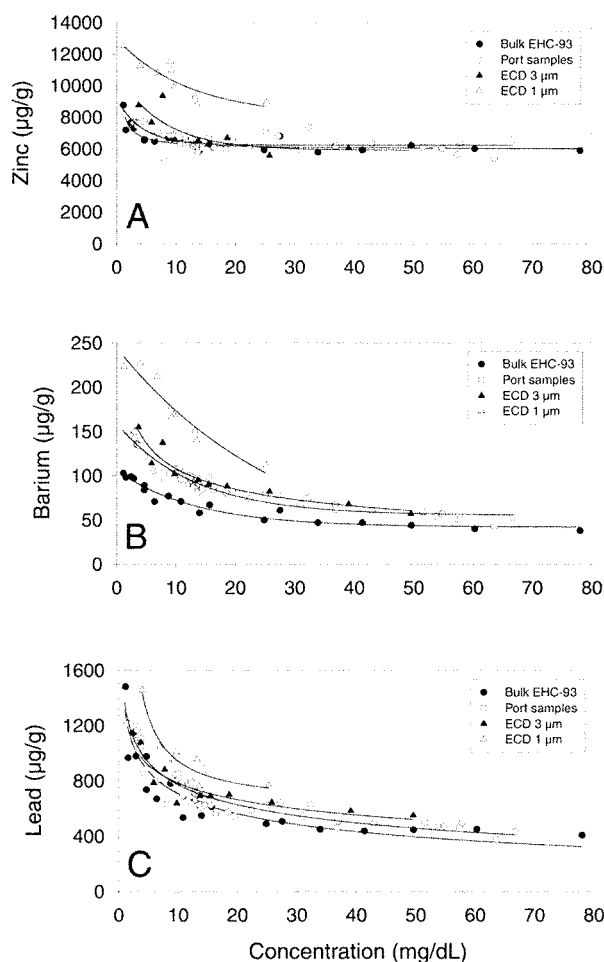 14000
12000
10000
8000
6000
4000
2000
0
Zinc (µg/g)
A
Bulk EHC-93
Port samples
ECD 3 µm
ECD 1 µm
0 10 20 30 40 50 60 70 80
250
200
150
100
50
0
Barium (µg/g)
B
Bulk EHC-93
Port samples
ECD 3 µm
ECD 1 µm
0 10 20 30 40 50 60 70 80
1600
1200
800
400
0
Lead (µg/g)
C
Bulk EHC-93
Port samples
ECD 3 µm
ECD 1 µm
0 10 20 30 40 50 60 70 80
Concentration (mg/dL)